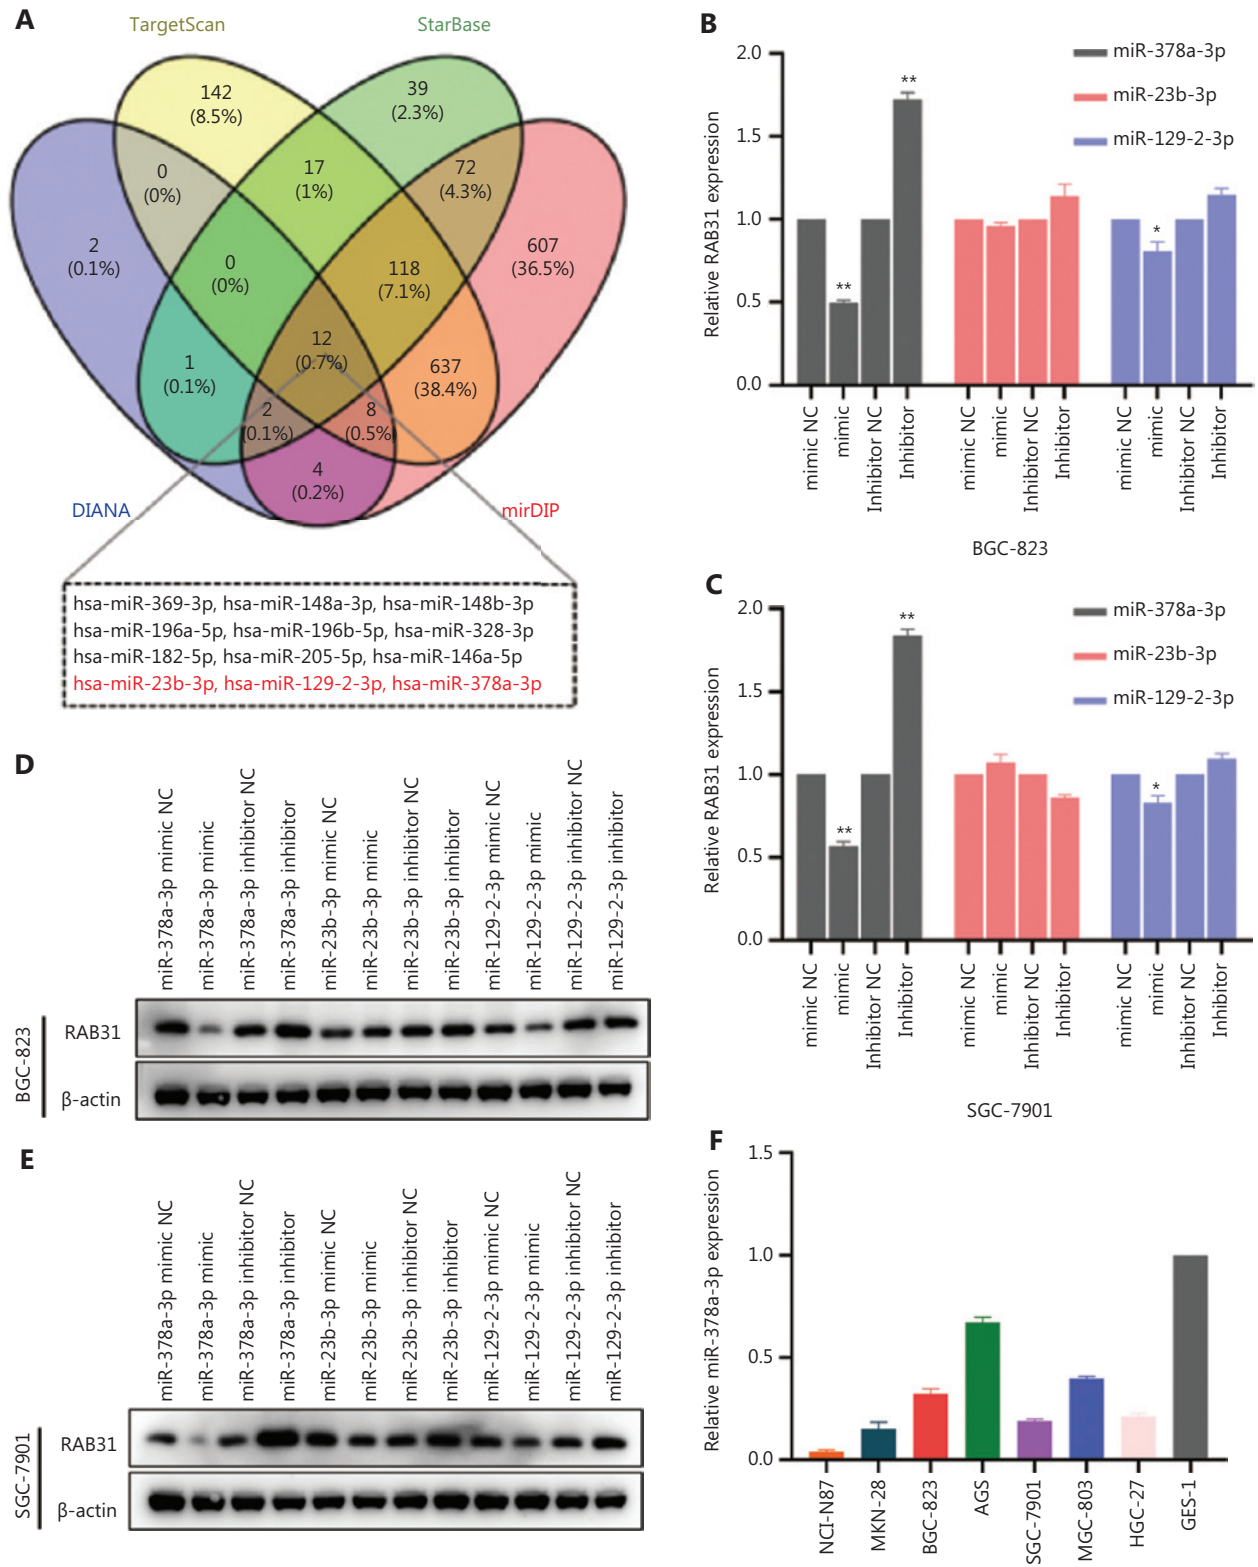 A
TargetScan
StarBase
142
(8.5%)
39
(2.3%)
0
(0%)
17
(1%)
72
(4.3%)
2
(0.1%)
0
(0%)
118
(7.1%)
607
(36.5%)
1
(0.1%)
12
(0.7%)
637
(38.4%)
2
(0.1%)
8
(0.5%)
4
(0.2%)
DIANA
mirDIP
hsa-miR-369-3p, hsa-miR-148a-3p, hsa-miR-148b-3p
hsa-miR-196a-5p, hsa-miR-196b-5p, hsa-miR-328-3p
hsa-miR-182-5p, hsa-miR-205-5p, hsa-miR-146a-5p
hsa-miR-23b-3p, hsa-miR-129-2-3p, hsa-miR-378a-3p
B
miR-378a-3p
miR-23b-3p
miR-129-2-3p
Relative RAB31 expression
2.0
1.5
1.0
0.5
0.0
**
**
*
mimic NC
mimic
Inhibitor NC
Inhibitor
mimic NC
mimic
Inhibitor NC
Inhibitor
mimic NC
mimic
Inhibitor NC
Inhibitor
BGC-823
C
miR-378a-3p
miR-23b-3p
miR-129-2-3p
Relative RAB31 expression
2.0
1.5
1.0
0.5
0.0
**
**
*
mimic NC
mimic
Inhibitor NC
Inhibitor
mimic NC
mimic
Inhibitor NC
Inhibitor
mimic NC
mimic
Inhibitor NC
Inhibitor
SGC-7901
D
miR-378a-3p mimic NC
miR-378a-3p mimic
miR-378a-3p inhibitor NC
miR-378a-3p inhibitor
miR-23b-3p mimic NC
miR-23b-3p mimic
miR-23b-3p inhibitor NC
miR-23b-3p inhibitor
miR-129-2-3p mimic NC
miR-129-2-3p mimic
miR-129-2-3p inhibitor NC
miR-129-2-3p inhibitor
BGC-823
RAB31
β-actin
E
miR-378a-3p mimic NC
miR-378a-3p mimic
miR-378a-3p inhibitor NC
miR-378a-3p inhibitor
miR-23b-3p mimic NC
miR-23b-3p mimic
miR-23b-3p inhibitor NC
miR-23b-3p inhibitor
miR-129-2-3p mimic NC
miR-129-2-3p mimic
miR-129-2-3p inhibitor NC
miR-129-2-3p inhibitor
SGC-7901
RAB31
β-actin
F
Relative miR-378a-3p expression
1.5
1.0
0.5
0.0
NCI-N87
MKN-28
BGC-823
AGS
SGC-7901
MGC-803
HGC-27
GES-1